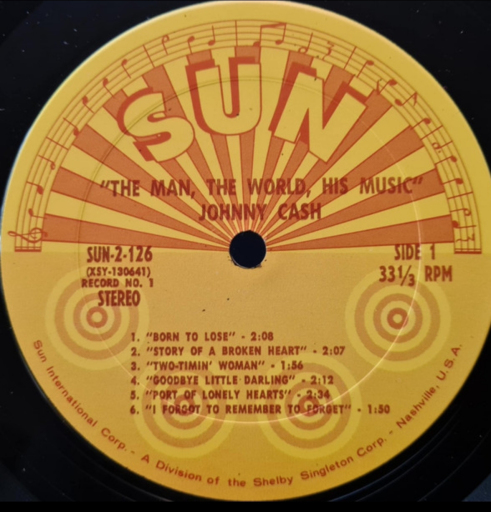 SUN
"THE MAN, THE WORLD, HIS MUSIC"
JOHNNY CASH
SUN-2-126
(XSY-130641)
RECORD NO. 1
STEREO
SIDE 1
33 1/3 RPM
1. "BORN TO LOSE" - 2:08
2. "STORY OF A BROKEN HEART" - 2:07
3. "TWO-TIMIN' WOMAN" - 1:56
4. "GOODBYE LITTLE DARLING" - 2:12
5. "PORT OF LONELY HEARTS" - 2:34
6. "I FORGOT TO REMEMBER TO FORGET" - 1:50
Sun International Corp. - A Division of the Shelby Singleton Corp. - Nashville, U.S.A.